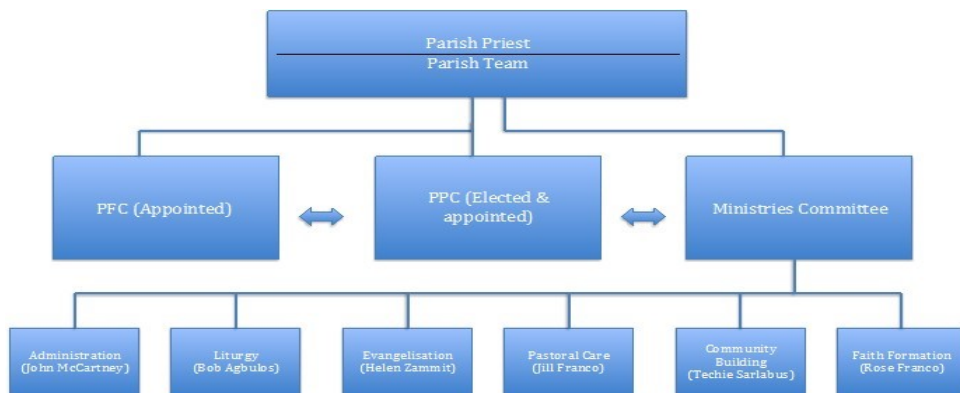 Parish Priest
Parish Team
PFC (Appointed)
PPC (Elected &
appointed)
Ministries Committee
Administration
(John McCartney)
Liturgy
(Bob Agbulos)
Evangelisation
(Helen Zammit)
Pastoral Care
(Jill Franco)
Community
Building
(Techie Sarlabus)
Faith Formation
(Rose Franco)